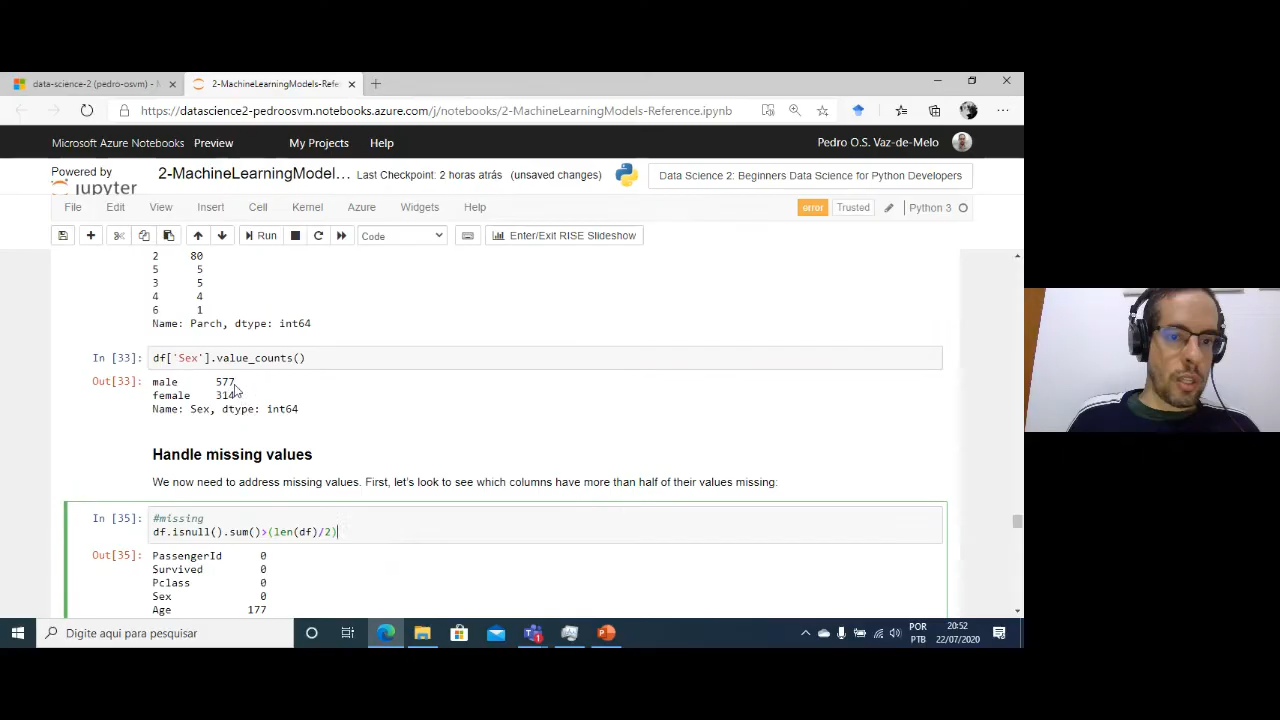 data-science-2 (pedro-osvm) -
2-MachineLearningModels-Refe
https://datascience2-pedroosvm.notebooks.azure.com/j/notebooks/2-MachineLearningModels-Reference.ipynb
Microsoft Azure Notebooks Preview My Projects Help Pedro O.S. Vaz-de-Melo
Powered by
jupyter
2-MachineLearningModel... Last Checkpoint: 2 horas atrás (unsaved changes) Data Science 2: Beginners Data Science for Python Developers
File Edit View Insert Cell Kernel Azure Widgets Help error Trusted Python 3
Run Code Enter/Exit RISE Slideshow
2 80
5 5
3 5
4 4
6 1
Name: Parch, dtype: int64
In [33]: df['Sex'].value_counts()
Out[33]: male 577
female 314
Name: Sex, dtype: int64
Handle missing values
We now need to address missing values. First, let's look to see which columns have more than half of their values missing:
In [35]: #missing
df.isnull().sum()>(len(df)/2)
Out[35]: PassengerId 0
Survived 0
Pclass 0
Sex 0
Age 177
Digite aqui para pesquisar
POR
PTB
20:52
22/07/2020